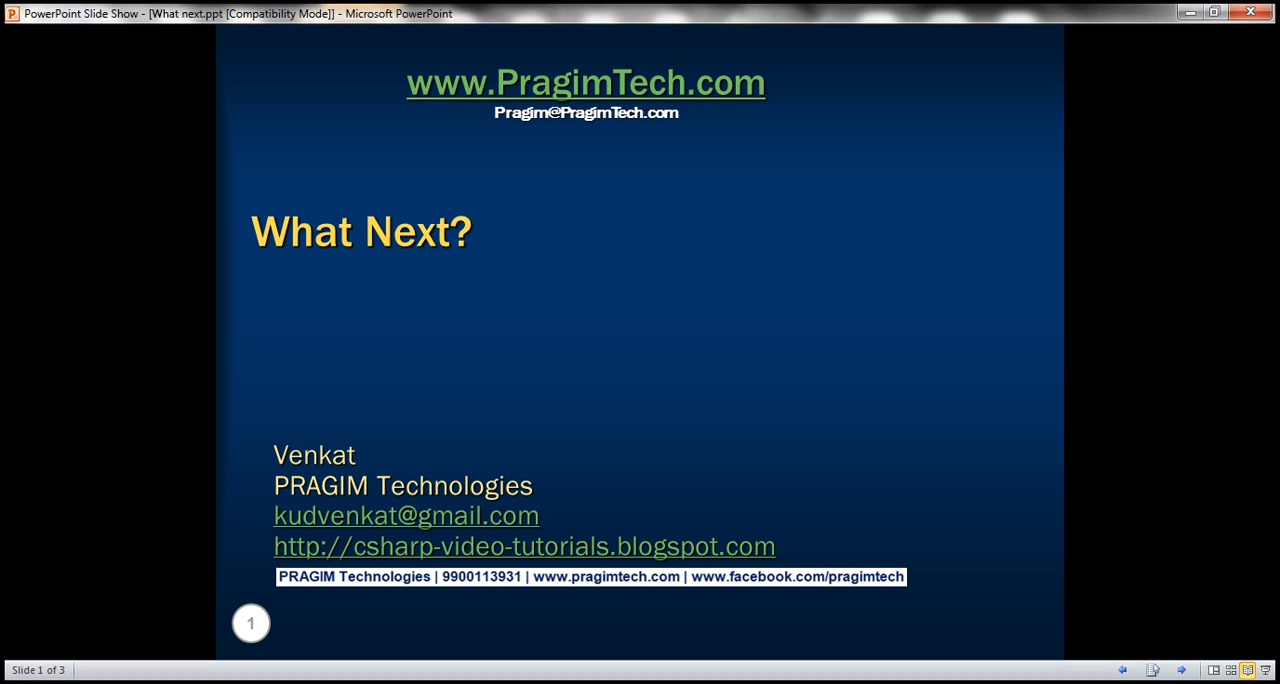 PowerPoint Slide Show - [What next.ppt [Compatibility Mode]] - Microsoft PowerPoint
www.PragimTech.com
Pragim@PragimTech.com
What Next?
Venkat
PRAGIM Technologies
kudvenkat@gmail.com
http://csharp-video-tutorials.blogspot.com
PRAGIM Technologies | 9900113931 | www.pragimtech.com | www.facebook.com/pragimtech
1
Slide 1 of 3